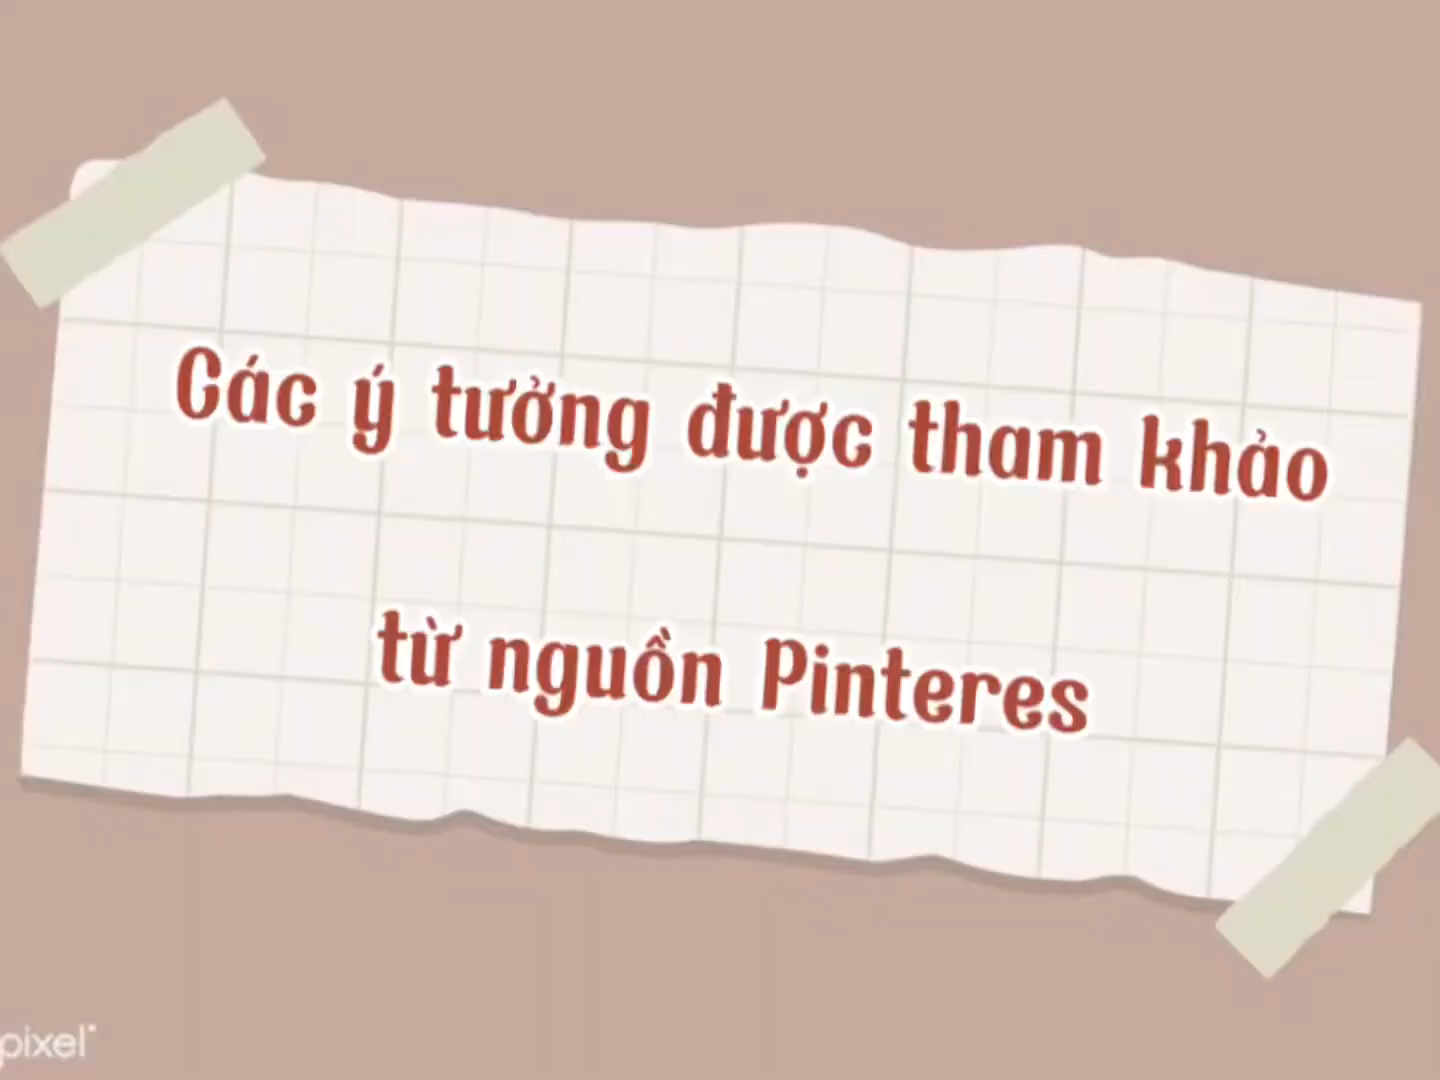 Các ý tưởng được tham khảo
từ nguồn Pinteres
pixel